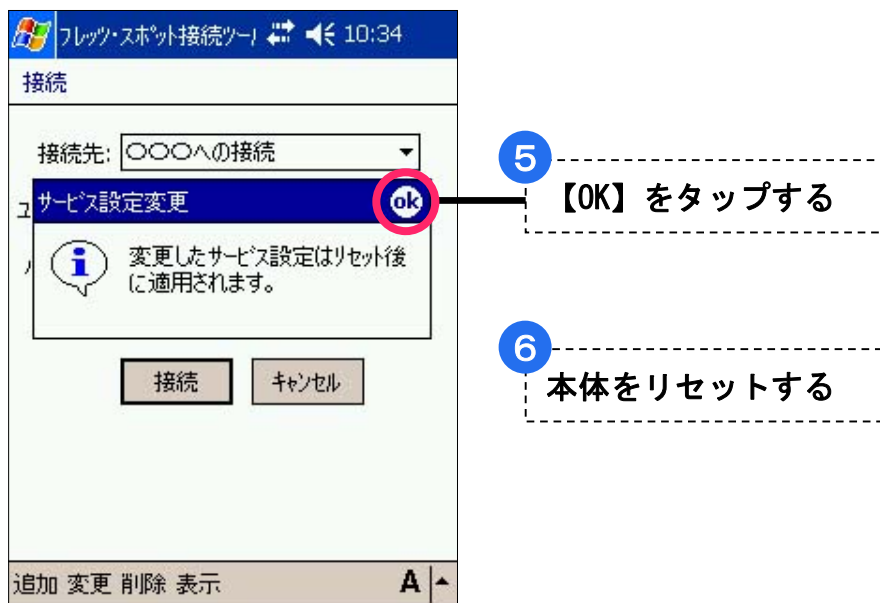 フレッツ・スポット接続ツー 10:34
接続
接続先: 〇〇〇への接続
サービス設定変更 ok
変更したサービス設定はリセット後
に適用されます。
接続 キャンセル
追加 変更 削除 表示 A
5
【OK】をタップする
6
本体をリセットする